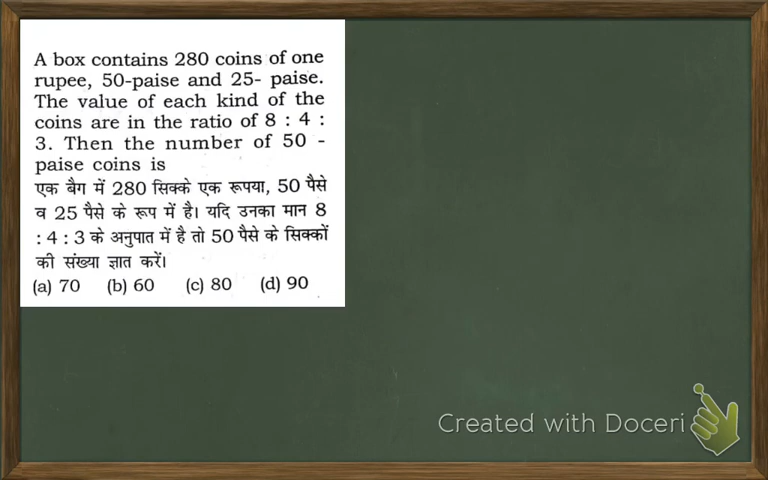 A box contains 280 coins of one
rupee, 50-paise and 25- paise.
The value of each kind of the
coins are in the ratio of 8 : 4 :
3. Then the number of 50 -
paise coins is
एक बैग में 280 सिक्के एक रूपया, 50 पैसे
व 25 पैसे के रूप में है। यदि उनका मान 8
: 4 : 3 के अनुपात में है तो 50 पैसे के सिक्कों
की संख्या ज्ञात करें।
(a) 70 (b) 60 (c) 80 (d) 90
Created with Doceri